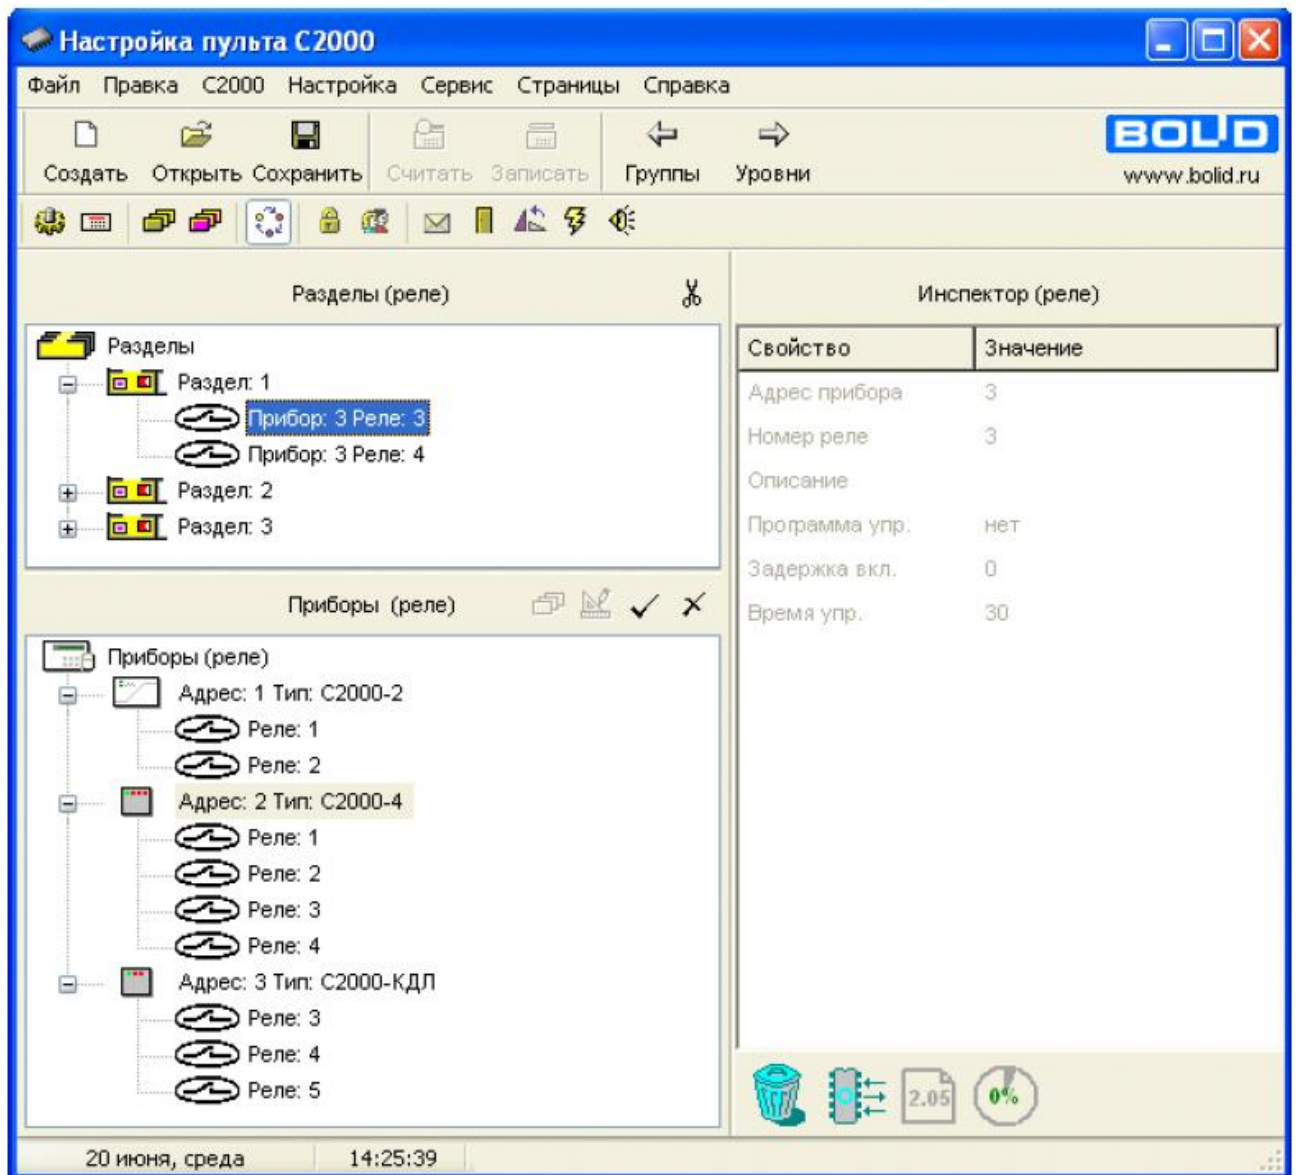 Настройка пульта C2000
Файл Правка C2000 Настройка Сервис Страницы Справка
Создать Открыть Сохранить Считать Записать Группы Уровни
BOLID
www.bolid.ru
Разделы (реле)
Разделы
Раздел: 1
Прибор: 3 Реле: 3
Прибор: 3 Реле: 4
Раздел: 2
Раздел: 3
Приборы (реле)
Приборы (реле)
Адрес: 1 Тип: С2000-2
Реле: 1
Реле: 2
Адрес: 2 Тип: С2000-4
Реле: 1
Реле: 2
Реле: 3
Реле: 4
Адрес: 3 Тип: С2000-КДЛ
Реле: 3
Реле: 4
Реле: 5
Инспектор (реле)
Свойство Значение
Адрес прибора 3
Номер реле 3
Описание
Программа упр. нет
Задержка вкл. 0
Время упр. 30
2.05 0%
20 июня, среда 14:25:39